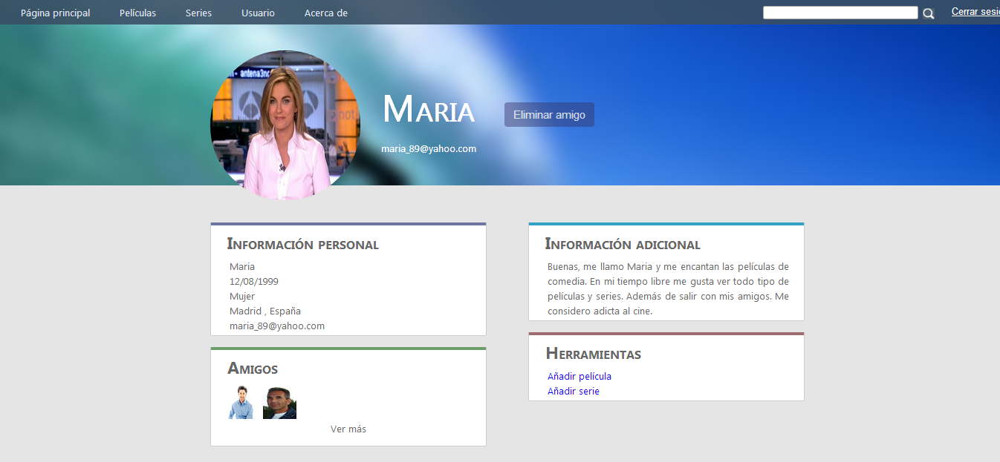 Página principal Películas Series Usuario Acerca de Cerrar sesi
antena3no
noti
Maria Eliminar amigo
maria_89@yahoo.com
Información personal
Maria
12/08/1999
Mujer
Madrid , España
maria_89@yahoo.com
Amigos
Ver más
Información adicional
Buenas, me llamo Maria y me encantan las películas de
comedia. En mi tiempo libre me gusta ver todo tipo de
películas y series. Además de salir con mis amigos. Me
considero adicta al cine.
Herramientas
Añadir película
Añadir serie